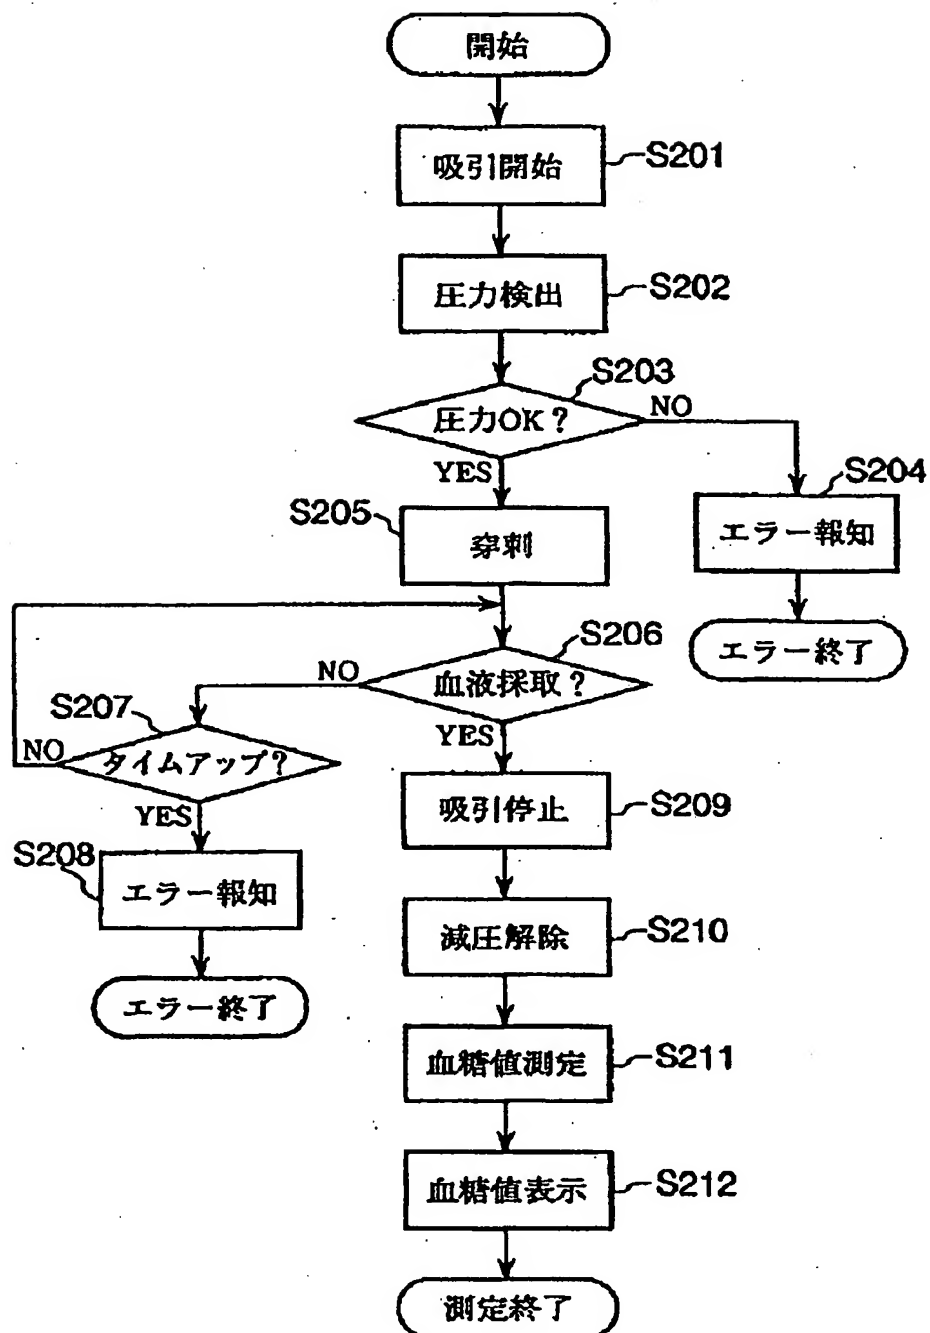 開始
吸引開始
S201
圧力検出
S202
S203
圧力OK?
NO
YES
S204
エラー報知
エラー終了
S205
穿刺
S206
血液採取?
NO
YES
S207
タイムアップ?
NO
YES
S208
エラー報知
エラー終了
吸引停止
S209
減圧解除
S210
血糖値測定
S211
血糖値表示
S212
測定終了